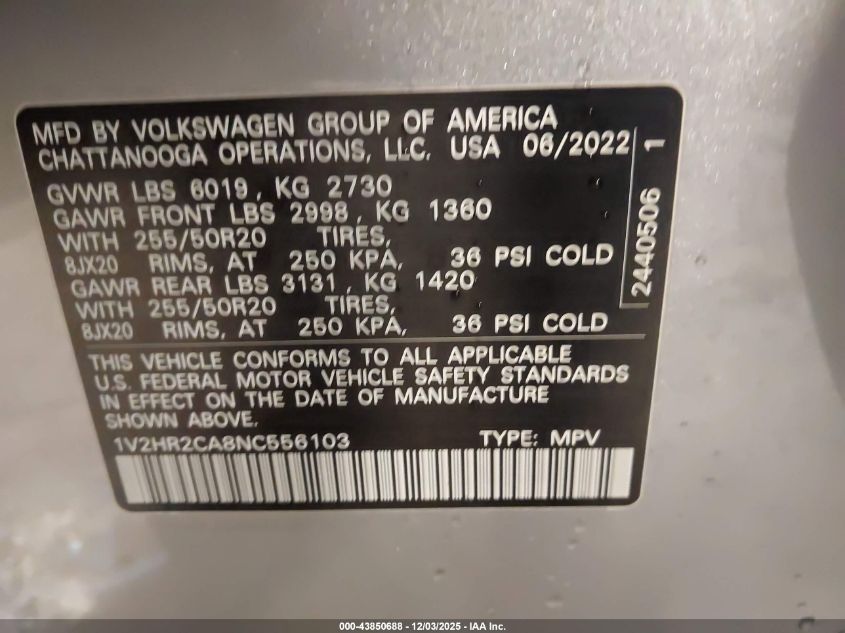 MFD BY VOLKSWAGEN GROUP OF AMERICA
CHATTANOOGA OPERATIONS, LLC, USA 06/2022
GVWR LBS 6019, KG 2730
GAWR FRONT LBS 2998, KG 1360
WITH 255/50R20 TIRES,
8JX20 RIMS, AT 250 KPA, 36 PSI COLD
GAWR REAR LBS 3131, KG 1420
WITH 255/50R20 TIRES,
8JX20 RIMS, AT 250 KPA, 36 PSI COLD
2440506 1
THIS VEHICLE CONFORMS TO ALL APPLICABLE
U.S. FEDERAL MOTOR VEHICLE SAFETY STANDARDS
IN EFFECT ON THE DATE OF MANUFACTURE
SHOWN ABOVE.
1V2HR2CA8NC556103 TYPE: MPV
000-43850688 - 12/03/2025 - IAA Inc.